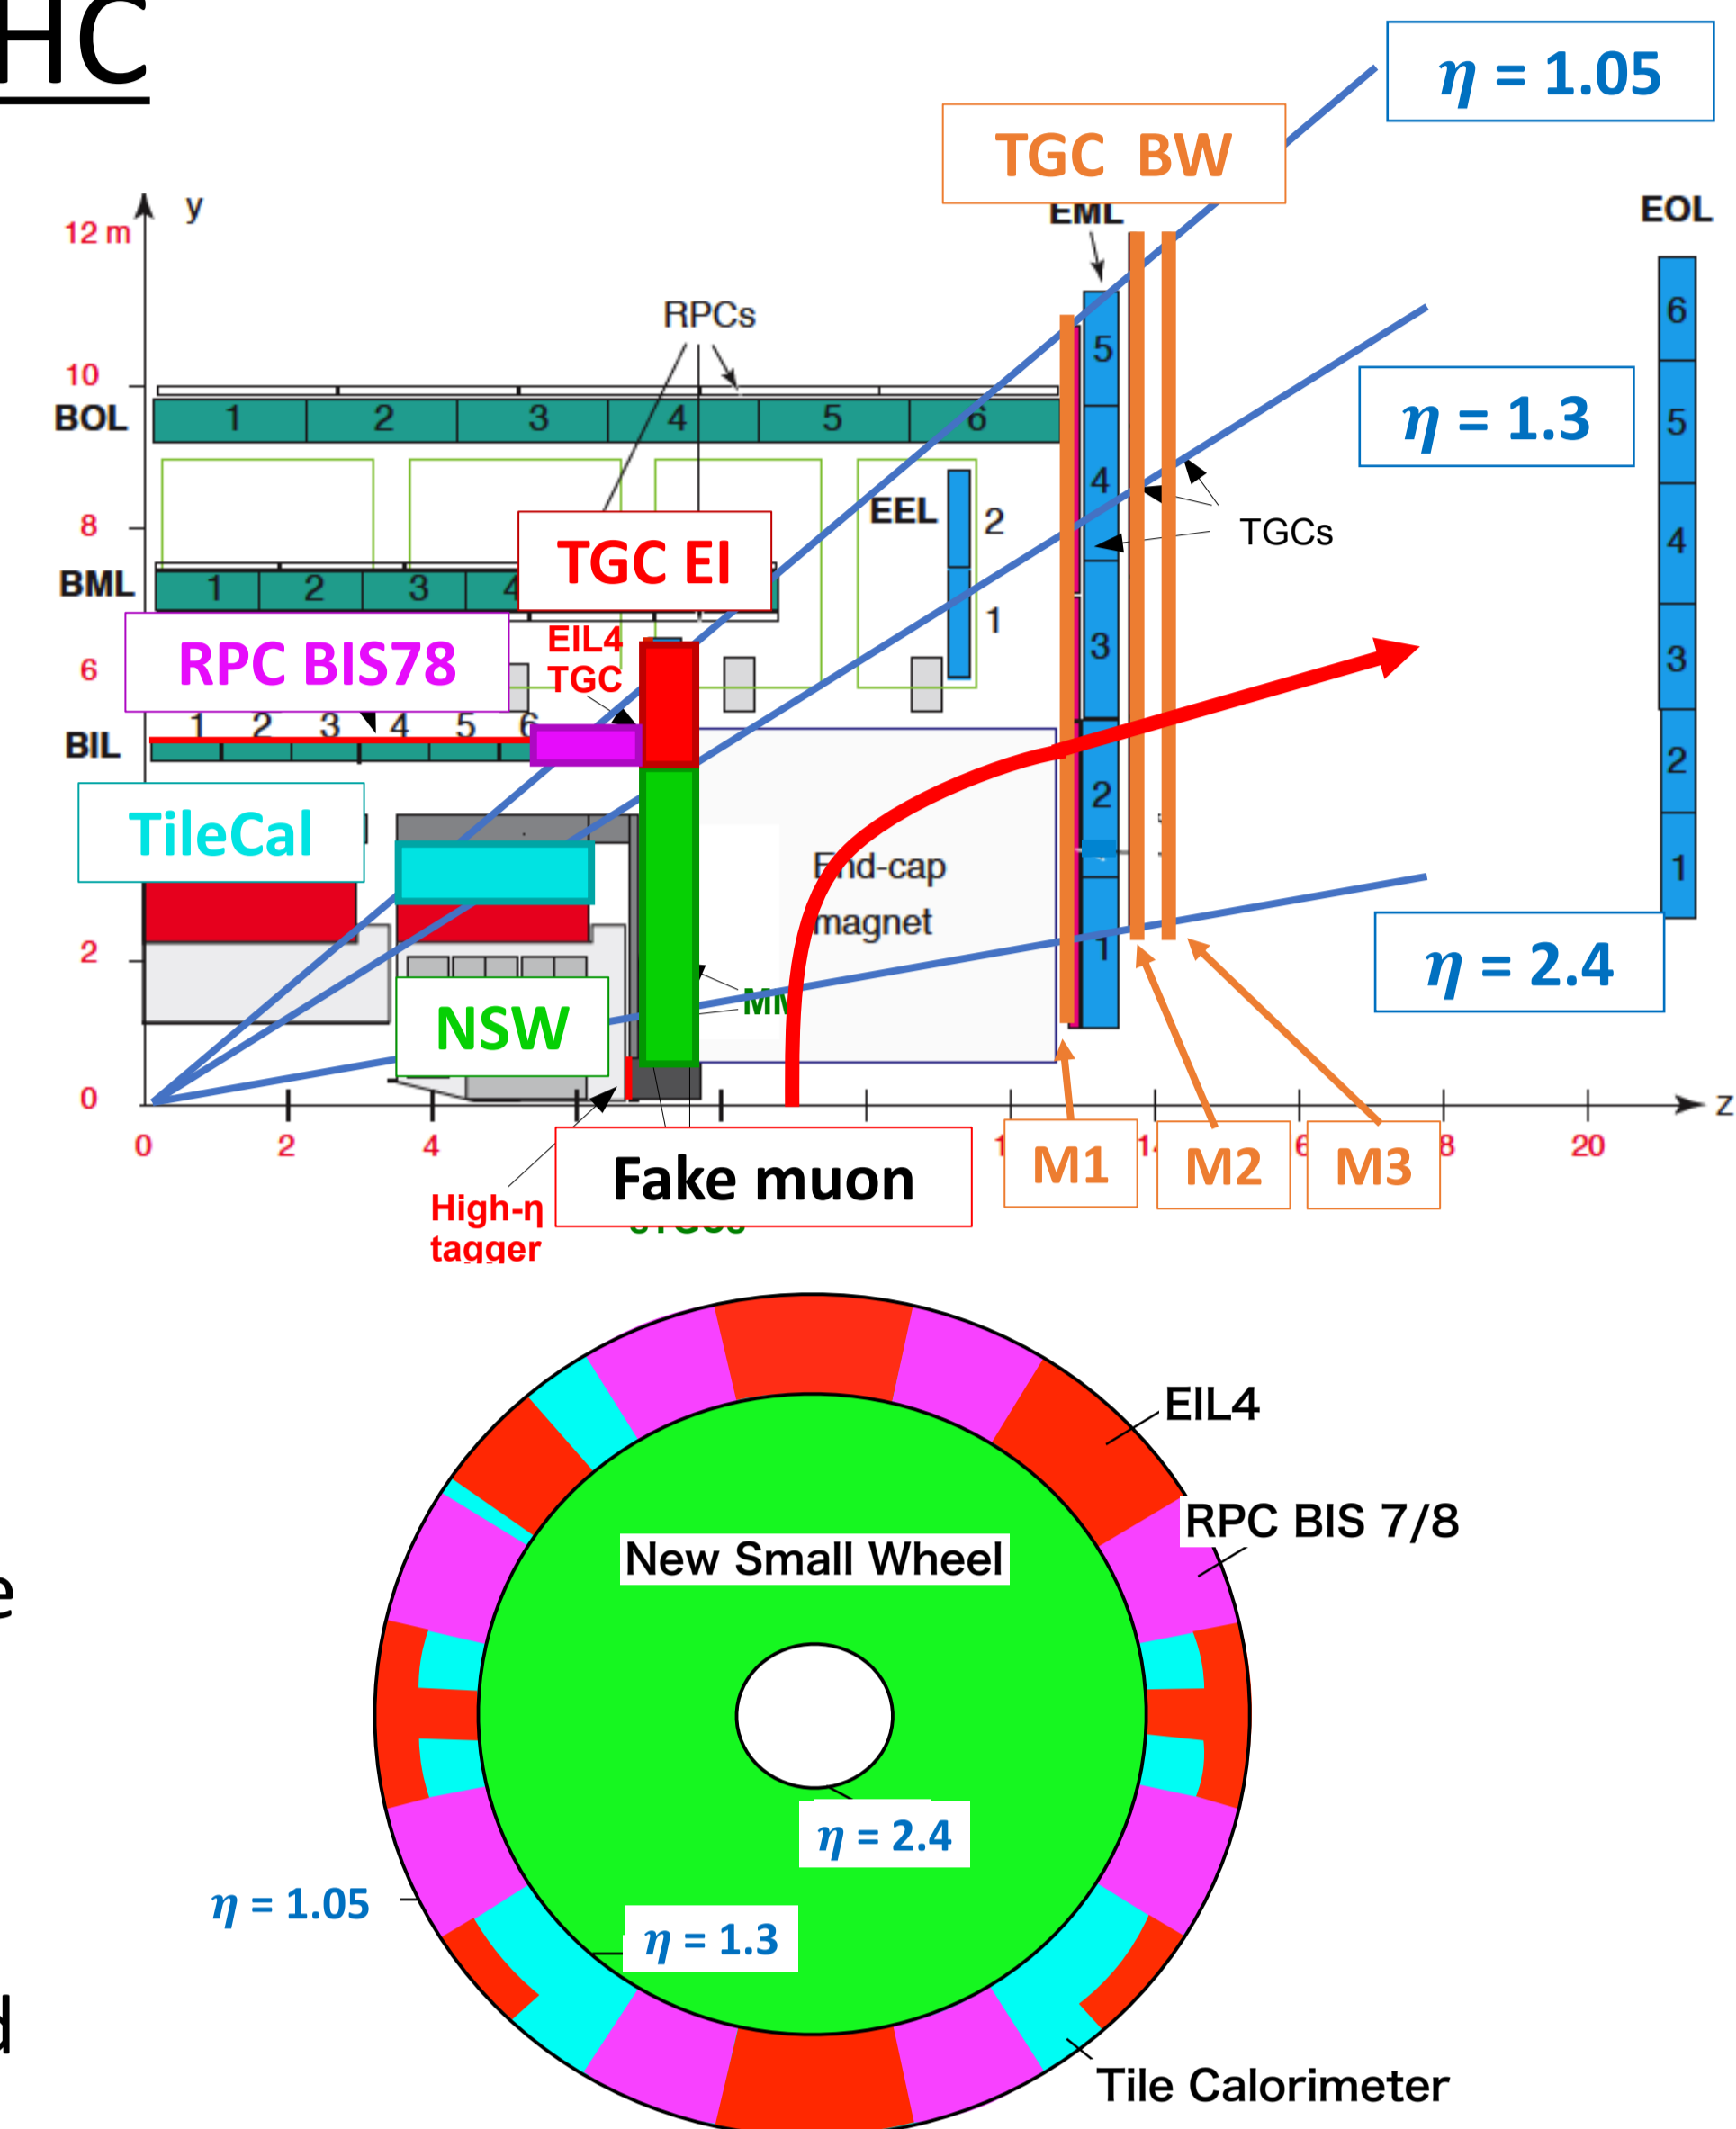 HC
η = 1.05
TGC BW
y
EML
EOL
12 m
6
RPCs
5
10
η = 1.3
5
BOL
1 2 3 4 5 6
4
EEL 2
8
TGCs
4
TGC EI
BML
1 2 3 4
1
RPC BIS78
EIL4
TGC
3
6
3
1 2 3 4 5 6
BIL
2
2
TileCal
End-cap
magnet
1
2
1
η = 2.4
NSW
MM
0
z
0 2 4
20
Fake muon
M1
M2
M3
High-η
tagger
EIL4
RPC BIS 7/8
New Small Wheel
e
η = 2.4
η = 1.05
η = 1.3
d
Tile Calorimeter